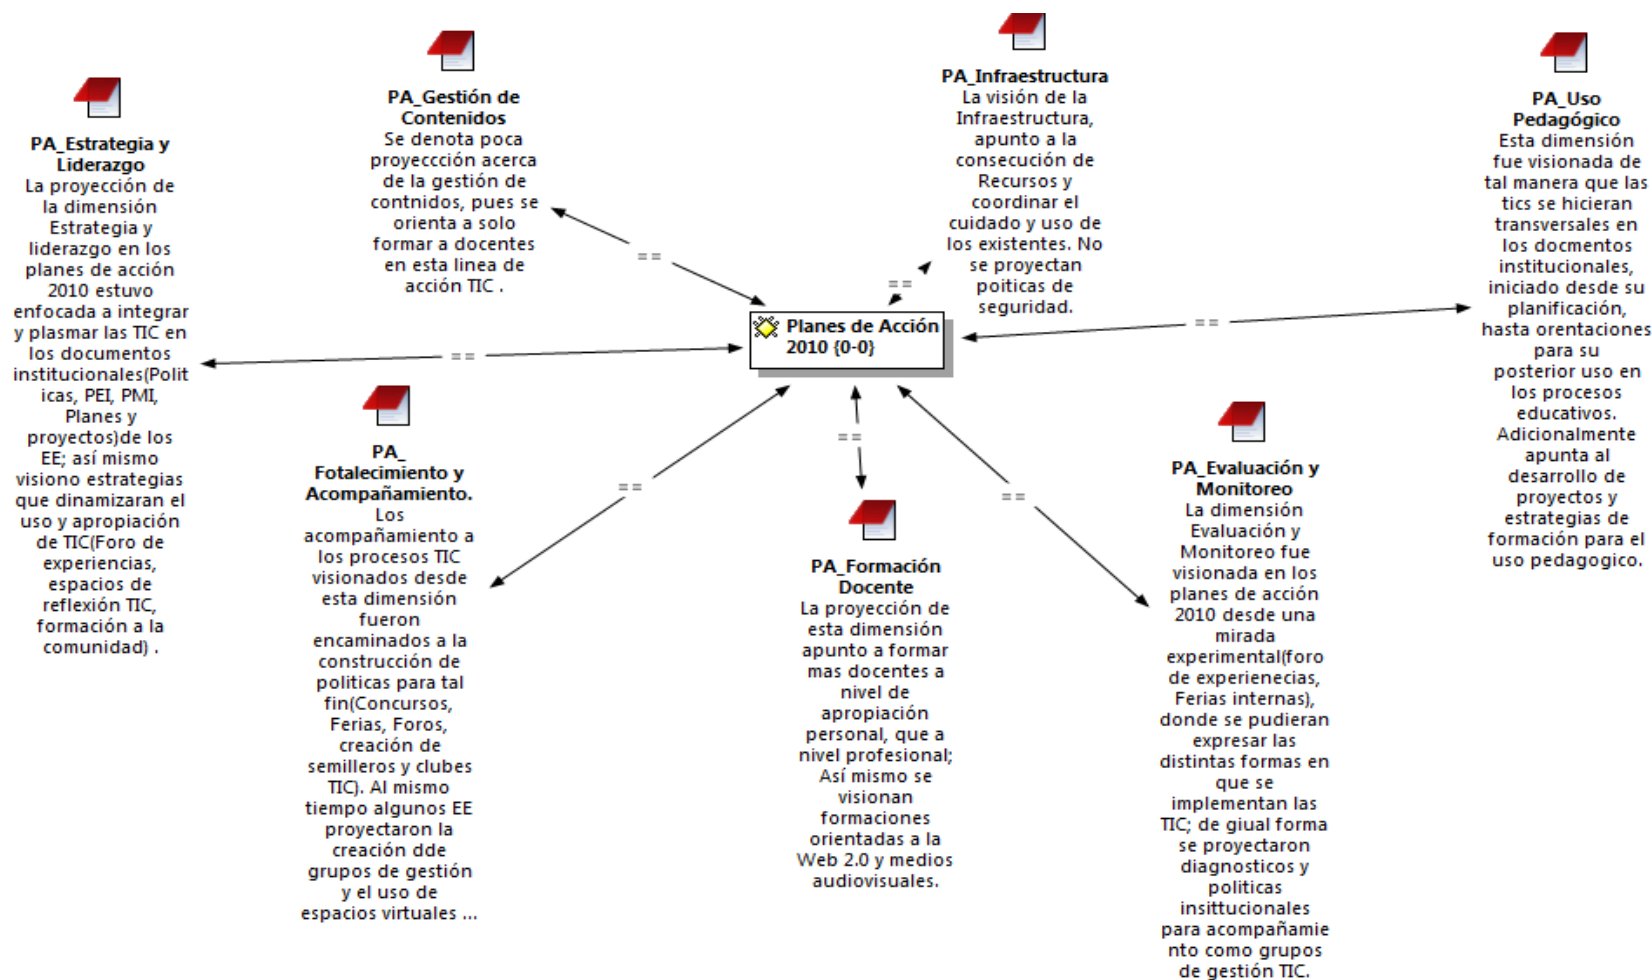 PA_Estrategia y
Liderazgo
La proyección de
la dimensión
Estrategia y
liderazgo en los
planes de acción
2010 estuvo
enfocada a integrar
y plasmar las TIC en
los documentos
institucionales(Polit
icas, PEI, PMI,
Planes y
proyectos)de los
EE; así mismo
visiono estrategias
que dinamizaran el
uso y apropiación
de TIC(Foro de
experiencias,
espacios de
reflexión TIC,
formación a la
comunidad) .
PA_Gestión de
Contenidos
Se denota poca
proyeccción acerca
de la gestión de
contnidos, pues se
orienta a solo
formar a docentes
en esta linea de
acción TIC .
PA_Infraestructura
La visión de la
Infraestructura,
apunto a la
consecución de
Recursos y
coordinar el
cuidado y uso de
los existentes. No
se proyectan
poiticas de
seguridad.
PA_Uso
Pedagógico
Esta dimensión
fue visionada de
tal manera que las
tics se hicieran
transversales en
los docmentos
institucionales,
iniciado desde su
planificación,
hasta orentaciones
para su
posterior uso en
los procesos
educativos.
Adicionalmente
apunta al
desarrollo de
proyectos y
estrategias de
formación para el
uso pedagogico.
==
==
==
==
Planes de Acción
2010 {0-0}
==
==
==
PA_
Fotalecimiento y
Acompañamiento.
Los
acompañamiento a
los procesos TIC
visionados desde
esta dimensión
fueron
encaminados a la
construcción de
politicas para tal
fin(Concursos,
Ferias, Foros,
creación de
semilleros y clubes
TIC). Al mismo
tiempo algunos EE
proyectaron la
creación dde
grupos de gestión
y el uso de
espacios virtuales ...
PA_Formación
Docente
La proyección de
esta dimensión
apunto a formar
mas docentes a
nivel de
apropiación
personal, que a
nivel profesional;
Así mismo se
visionan
formaciones
orientadas a la
Web 2.0 y medios
audiovisuales.
PA_Evaluación y
Monitoreo
La dimensión
Evaluación y
Monitoreo fue
visionada en los
planes de acción
2010 desde una
mirada
experimental(foro
de experienecias,
Ferias internas),
donde se pudieran
expresar las
distintas formas en
que se
implementan las
TIC; de giual forma
se proyectaron
diagnosticos y
politicas
insittucionales
para acompañamie
nto como grupos
de gestión TIC.